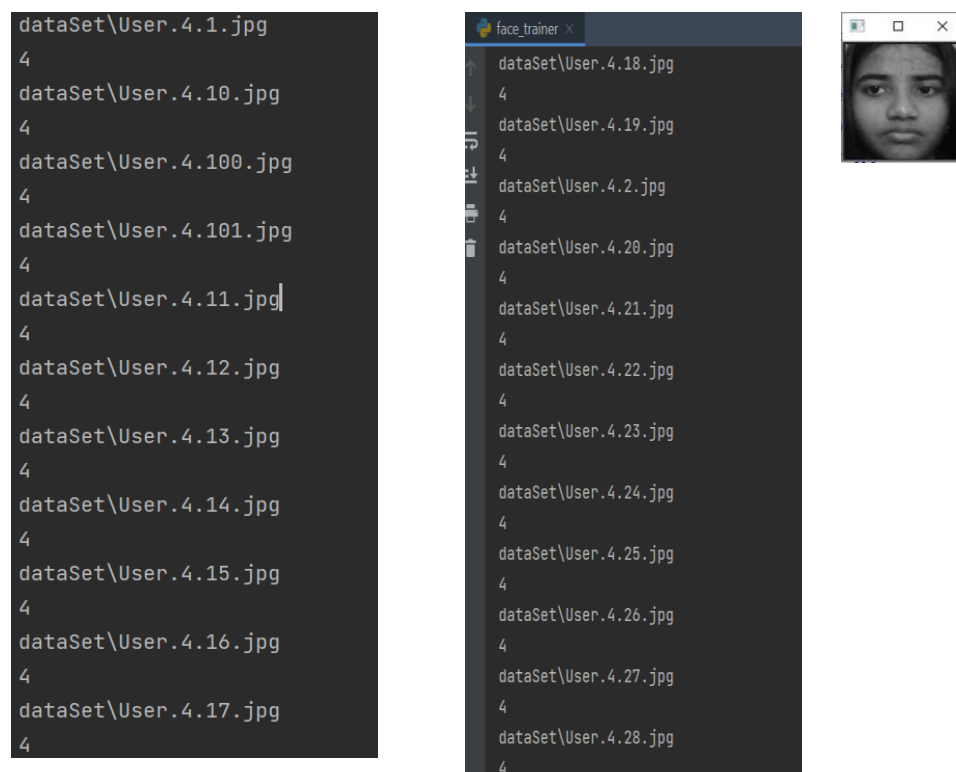 dataSet\User.4.1.jpg
4
dataSet\User.4.10.jpg
4
dataSet\User.4.100.jpg
4
dataSet\User.4.101.jpg
4
dataSet\User.4.11.jpg
4
dataSet\User.4.12.jpg
4
dataSet\User.4.13.jpg
4
dataSet\User.4.14.jpg
4
dataSet\User.4.15.jpg
4
dataSet\User.4.16.jpg
4
dataSet\User.4.17.jpg
4
face_trainer
dataSet\User.4.18.jpg
4
dataSet\User.4.19.jpg
4
dataSet\User.4.2.jpg
4
dataSet\User.4.20.jpg
4
dataSet\User.4.21.jpg
4
dataSet\User.4.22.jpg
4
dataSet\User.4.23.jpg
4
dataSet\User.4.24.jpg
4
dataSet\User.4.25.jpg
4
dataSet\User.4.26.jpg
4
dataSet\User.4.27.jpg
4
dataSet\User.4.28.jpg
4